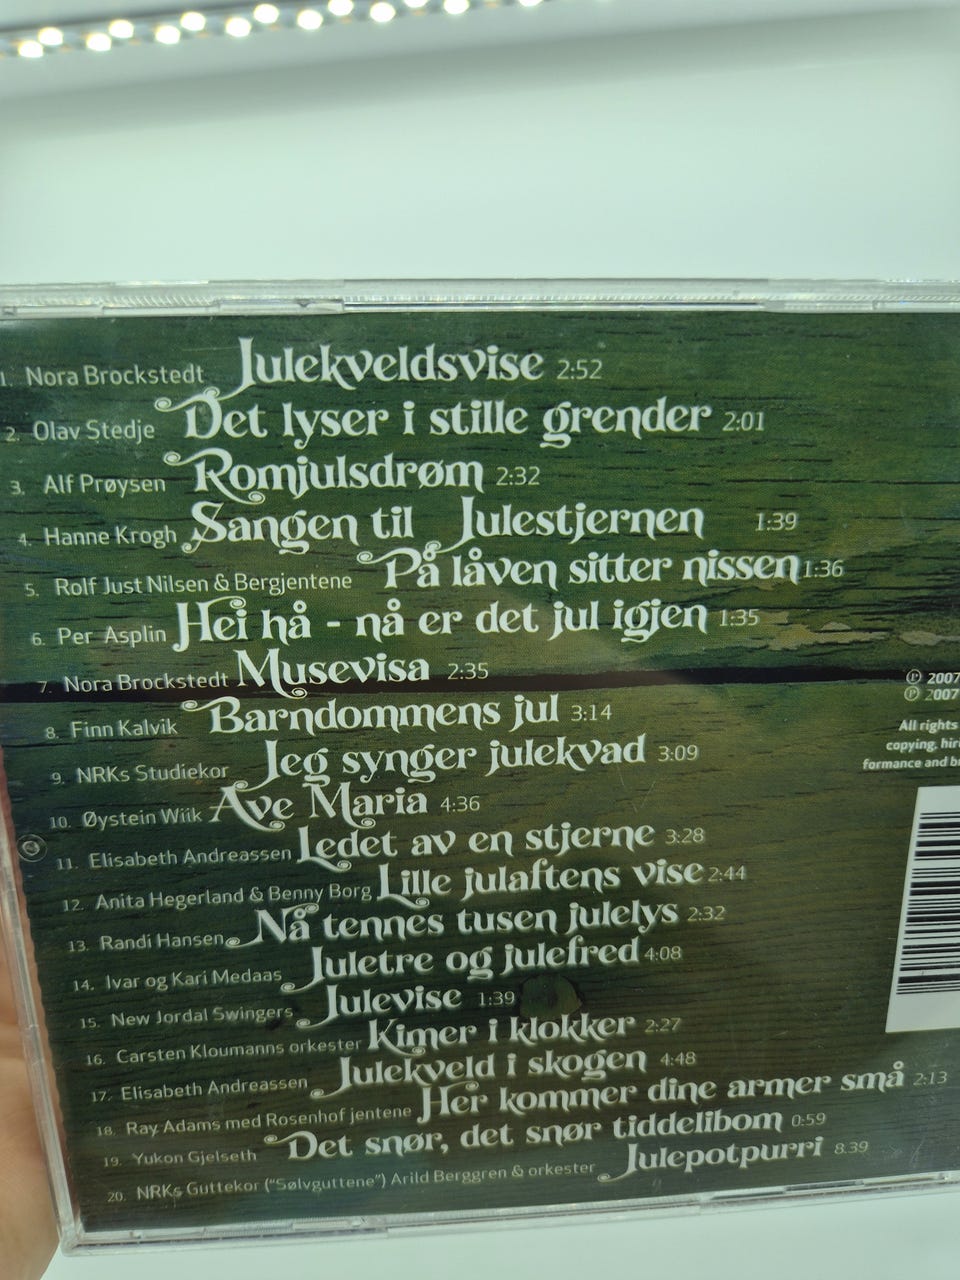 1. Nora Brockstedt Julekveldsvise 2:52
2. Olav Stedje Det lyser i stille grender 2:01
3. Alf Prøysen Romjulsdrøm 2:32
4. Hanne Krogh Sangen til Julestjernen 1:39
5. Rolf Just Nilsen & Bergjentene På låven sitter nissen 1:36
6. Per Asplin Hei hå - nå er det jul igjen 1:35
7. Nora Brockstedt Musevisa 2:35
8. Finn Kalvik Barndommens jul 3:14
9. NRKs Studiekor Jeg synger julekvad 3:09
10. Øystein Wiik Ave Maria 4:36
11. Elisabeth Andreassen Ledet av en stjerne 3:28
12. Anita Hegerland & Benny Borg Lille julaftens vise 2:44
13. Randi Hansen Nå tennes tusen julelys 2:32
14. Ivar og Kari Medaas Juletre og julefred 4:08
15. New Jordal Swingers Julevise 1:39
16. Carsten Kloumanns orkester Kimer i klokker 2:27
17. Elisabeth Andreassen Julekveld i skogen 4:48
18. Ray Adams med Rosenhof jentene Her kommer dine armer små 2:13
19. Yukon Gjelseth Det snør, det snør tiddelibom 0:59
20. NRKs Guttekor ("Sølvguttene") Arild Berggren & orkester Julepotpurri 8.39
℗ 2007
℗ 2007
All rights
copying,
formance and